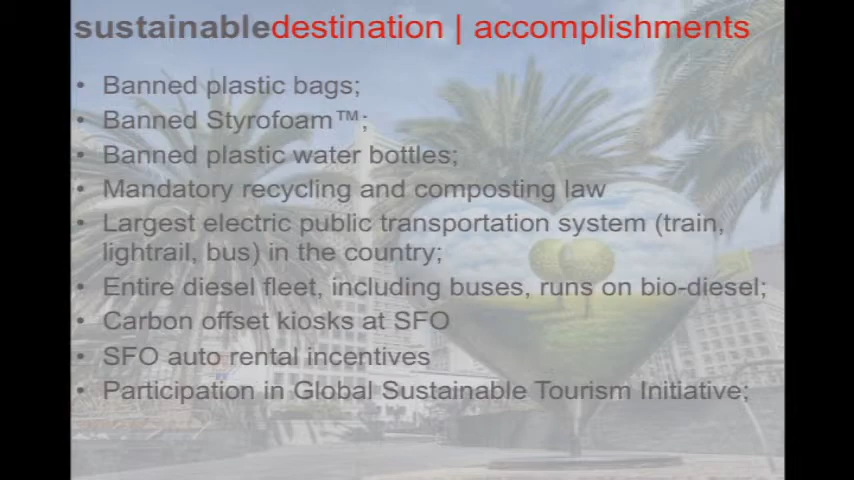 sustainabledestination | accomplishments
• Banned plastic bags;
• Banned Styrofoam™;
• Banned plastic water bottles;
• Mandatory recycling and composting law
• Largest electric public transportation system (train,
lightrail, bus) in the country;
• Entire diesel fleet, including buses, runs on bio-diesel;
• Carbon offset kiosks at SFO
• SFO auto rental incentives
• Participation in Global Sustainable Tourism Initiative;